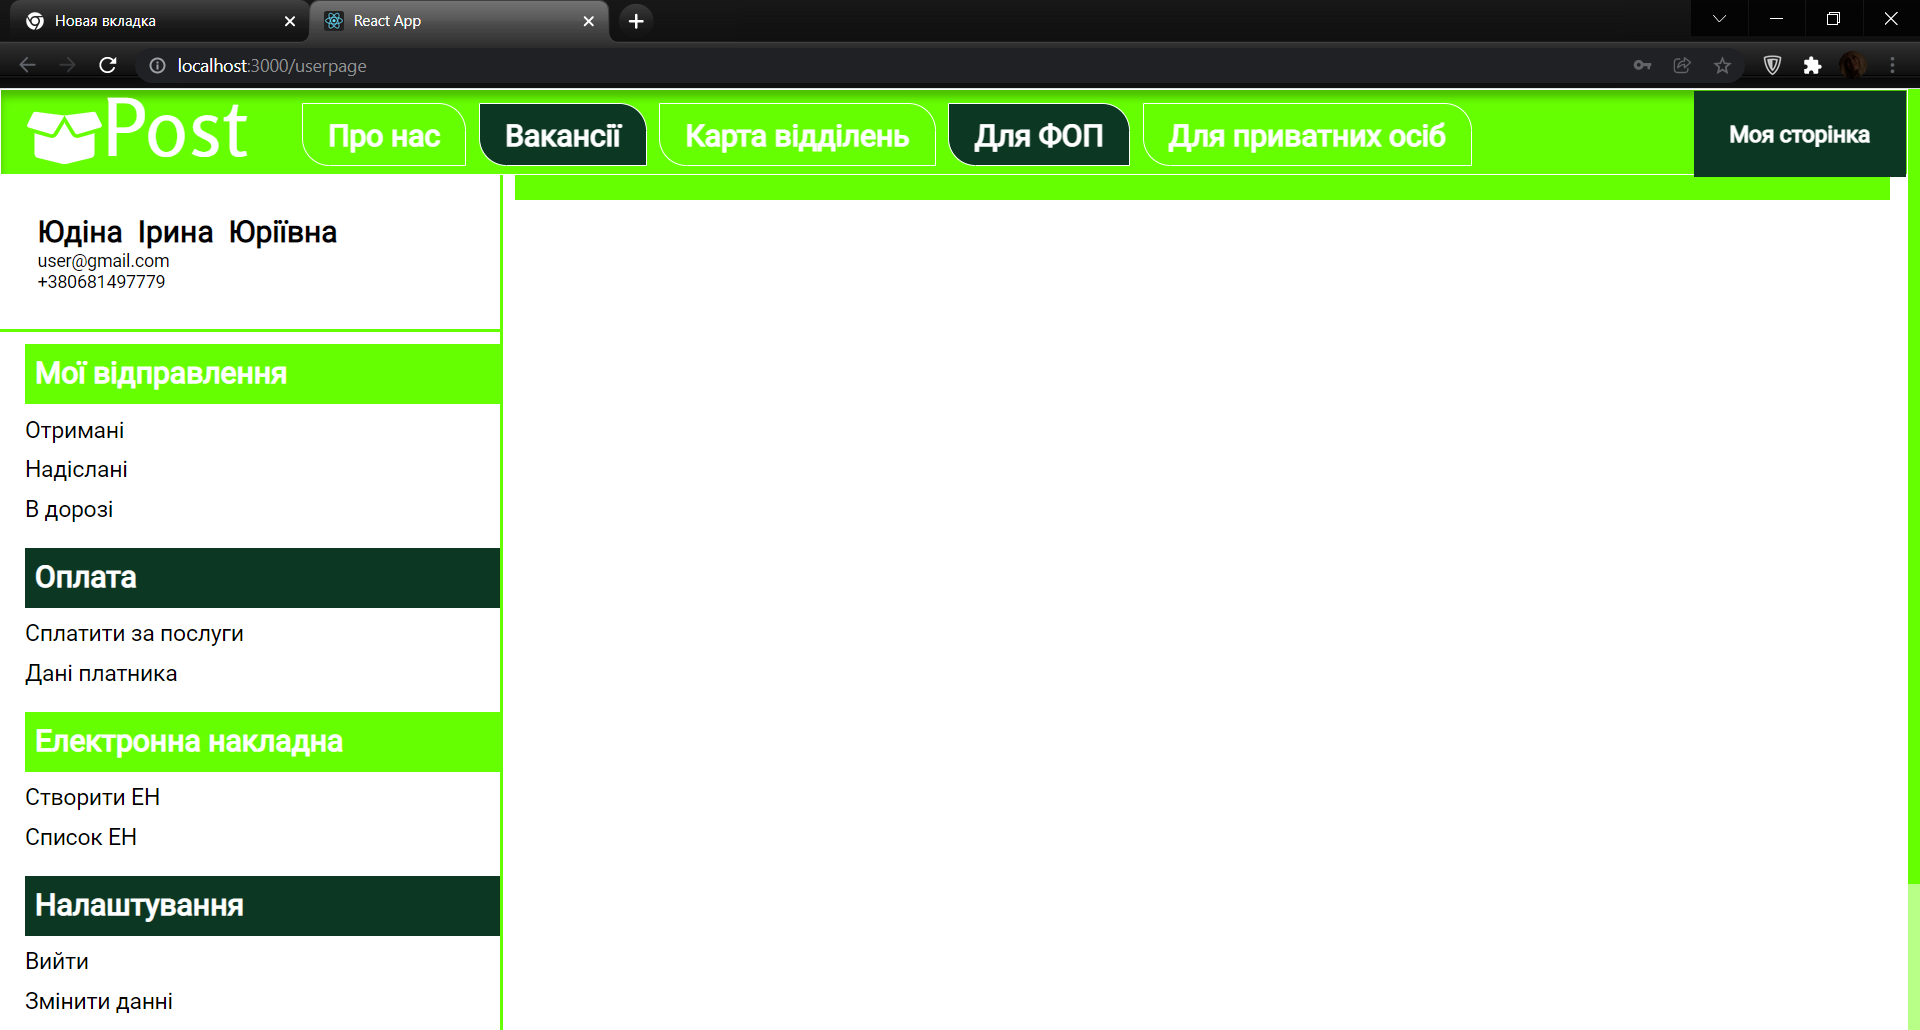 Новая вкладка
React App
localhost:3000/userpage
Post
Про нас
Вакансії
Карта відділень
Для ФОП
Для приватних осіб
Моя сторінка
Юдіна Ірина Юріївна
user@gmail.com
+380681497779
Мої відправлення
Отримані
Надіслані
В дорозі
Оплата
Сплатити за послуги
Дані платника
Електронна накладна
Створити ЕН
Список ЕН
Налаштування
Вийти
Змінити данні